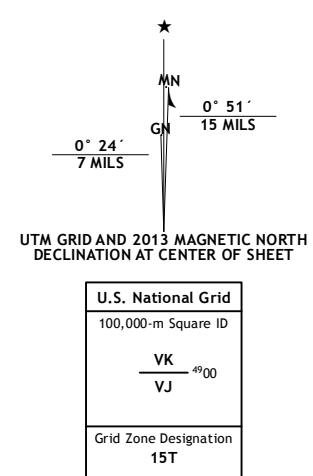 ★
MN
0° 51´
15 MILS
GN
0° 24´
7 MILS
UTM GRID AND 2013 MAGNETIC NORTH
DECLINATION AT CENTER OF SHEET
U.S. National Grid
100,000-m Square ID
VK
4900
VJ
Grid Zone Designation
15T